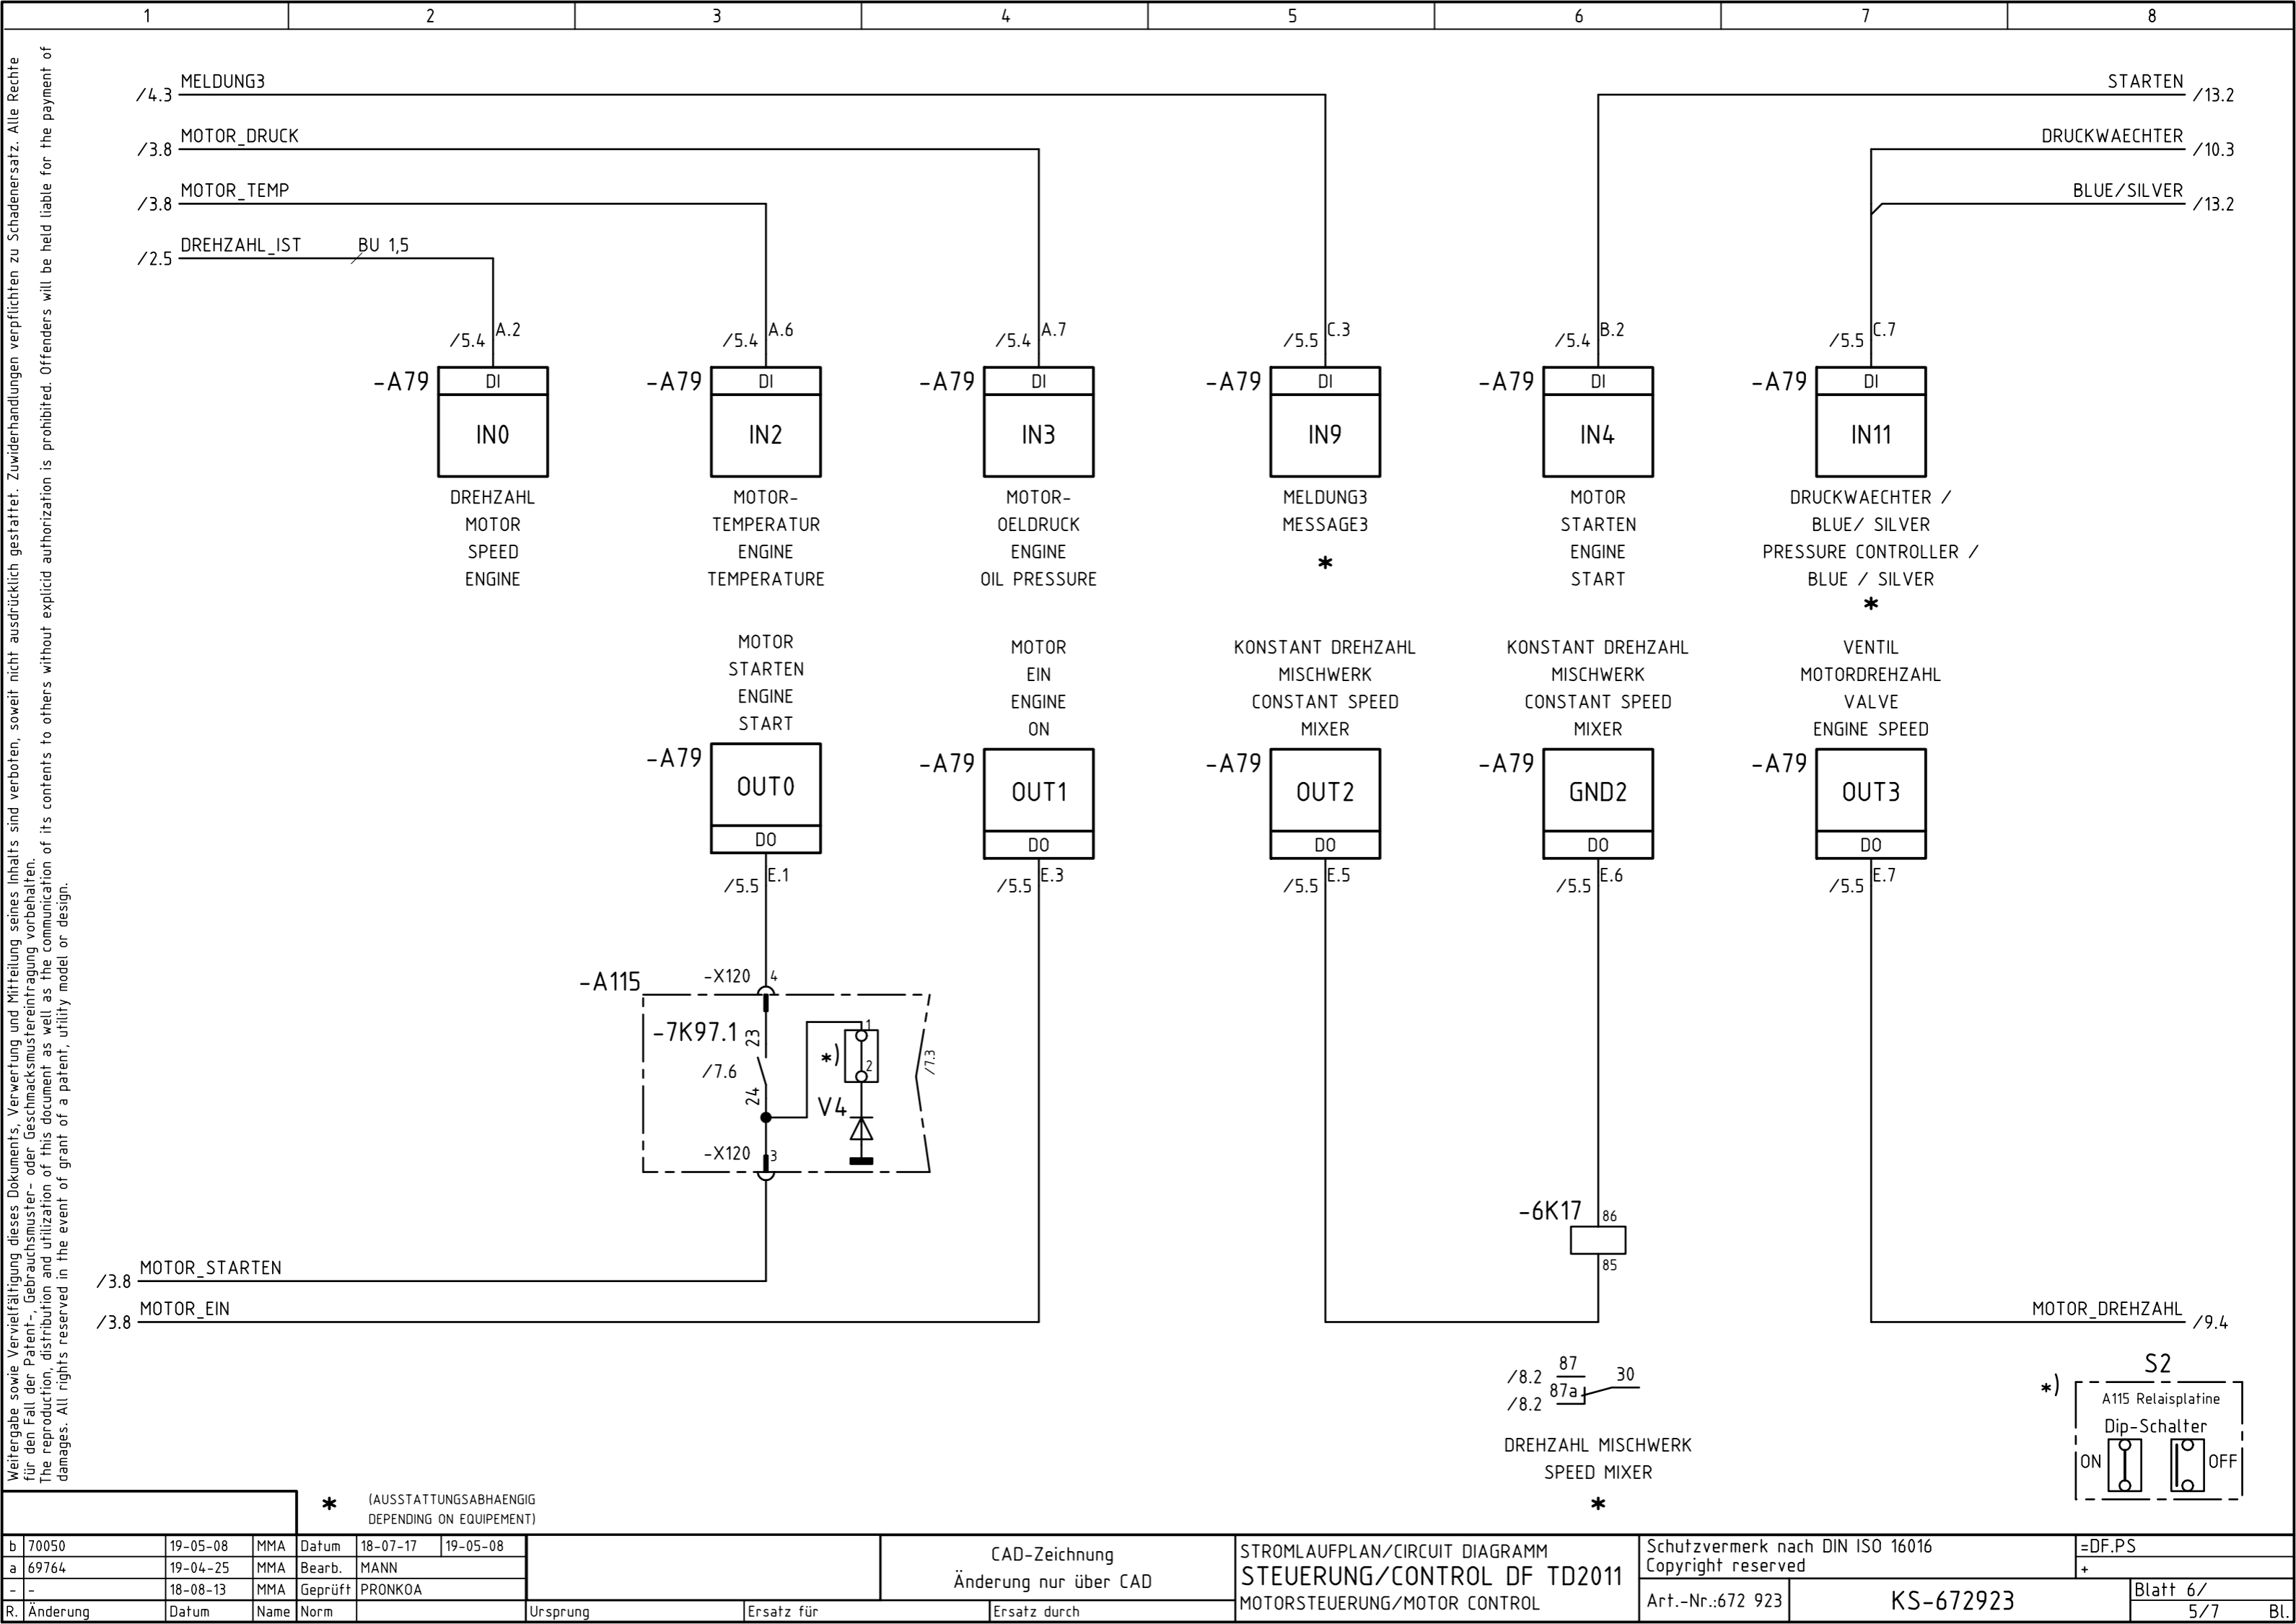 1 2 3 4 5 6 7 8
Weitergabe sowie Vervielfältigung dieses Dokuments, Verwertung und Mitteilung seines Inhalts sind verboten, soweit nicht ausdrücklich gestattet. Zuwiderhandlungen verpflichten zu Schadenersatz. Alle Rechte
für den Fall der Patent-, Gebrauchsmuster- oder Geschmacksmustereintragung vorbehalten.
The reproduction, distribution and utilization of this document as well as the communication of its contents to others without explicid authorization is prohibited. Offenders will be held liable for the payment of
damages. All rights reserved in the event of grant of a patent, utility model or design.
/4.3 MELDUNG3
STARTEN /13.2
/3.8 MOTOR_DRUCK
DRUCKWAECHTER /10.3
/3.8 MOTOR_TEMP
BLUE/SILVER /13.2
/2.5 DREHZAHL_IST BU 1,5
/5.4 A.2
-A79 DI
IN0
DREHZAHL
MOTOR
SPEED
ENGINE
/5.4 A.6
-A79 DI
IN2
MOTOR-
TEMPERATUR
ENGINE
TEMPERATURE
/5.4 A.7
-A79 DI
IN3
MOTOR-
OELDRUCK
ENGINE
OIL PRESSURE
/5.5 C.3
-A79 DI
IN9
MELDUNG3
MESSAGE3
*
/5.4 B.2
-A79 DI
IN4
MOTOR
STARTEN
ENGINE
START
/5.5 C.7
-A79 DI
IN11
DRUCKWAECHTER /
BLUE/ SILVER
PRESSURE CONTROLLER /
BLUE / SILVER
*
MOTOR
STARTEN
ENGINE
START
-A79 OUT0
DO
/5.5 E.1
MOTOR
EIN
ENGINE
ON
-A79 OUT1
DO
/5.5 E.3
KONSTANT DREHZAHL
MISCHWERK
CONSTANT SPEED
MIXER
-A79 OUT2
DO
/5.5 E.5
KONSTANT DREHZAHL
MISCHWERK
CONSTANT SPEED
MIXER
-A79 GND2
DO
/5.5 E.6
VENTIL
MOTORDREHZAHL
VALVE
ENGINE SPEED
-A79 OUT3
DO
/5.5 E.7
-A115 -X120 4
-7K97.1 23
/7.6
24
*) 1
2
V4
/7.3
-X120 3
-6K17 86
85
/3.8 MOTOR_STARTEN
/3.8 MOTOR_EIN
MOTOR_DREHZAHL /9.4
/8.2 87 30
/8.2 87a
DREHZAHL MISCHWERK
SPEED MIXER
*
S2
*)
A115 Relaisplatine
Dip-Schalter
ON OFF
* (AUSSTATTUNGSABHAENGIG
DEPENDING ON EQUIPEMENT)
b 70050 19-05-08 MMA Datum 18-07-17 19-05-08
a 69764 19-04-25 MMA Bearb. MANN
- - 18-08-13 MMA Geprüft PRONKOA
R. Änderung Datum Name Norm Ursprung Ersatz für Ersatz durch
CAD-Zeichnung
Änderung nur über CAD
STROMLAUFPLAN/CIRCUIT DIAGRAMM
STEUERUNG/CONTROL DF TD2011
MOTORSTEUERUNG/MOTOR CONTROL
Schutzvermerk nach DIN ISO 16016
Copyright reserved
Art.-Nr.:672 923 KS-672923
=DF.PS
+
Blatt 6/
5/7 Bl.